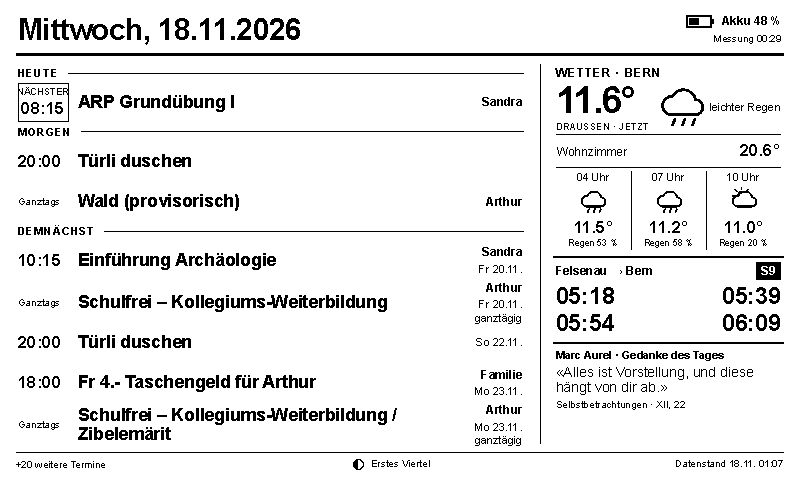 Mittwoch, 18.11.2026
Akku 48 %
Messung 00:29
HEUTE
NÄCHSTER
08:15
ARP Grundübung I
Sandra
MORGEN
20:00
Türli duschen
Ganztags
Wald (provisorisch)
Arthur
DEMNÄCHST
10:15
Einführung Archäologie
Sandra
Fr 20.11.
Ganztags
Schulfrei – Kollegiums-Weiterbildung
Arthur
Fr 20.11.
ganztägig
20:00
Türli duschen
So 22.11.
18:00
Fr 4.- Taschengeld für Arthur
Familie
Mo 23.11.
Ganztags
Schulfrei – Kollegiums-Weiterbildung /
Zibelemärit
Arthur
Mo 23.11.
ganztägig
WETTER · BERN
11.6°
leichter Regen
DRAUSSEN · JETZT
Wohnzimmer
20.6°
04 Uhr
07 Uhr
10 Uhr
11.5°
11.2°
11.0°
Regen 53 %
Regen 58 %
Regen 20 %
Felsenau › Bern
S9
05:18
05:39
05:54
06:09
Marc Aurel · Gedanke des Tages
«Alles ist Vorstellung, und diese
hängt von dir ab.»
Selbstbetrachtungen · XII, 22
+20 weitere Termine
Erstes Viertel
Datenstand 18.11. 01:07